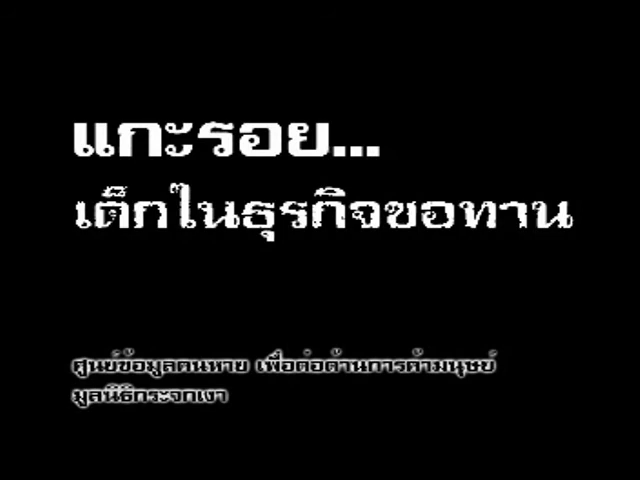 แกะรอย...
เด็กในธุรกิจขอทาน
ศูนย์ข้อมูลคนหาย เพื่อต่อต้านการค้ามนุษย์
มูลนิธิกระจกเงา